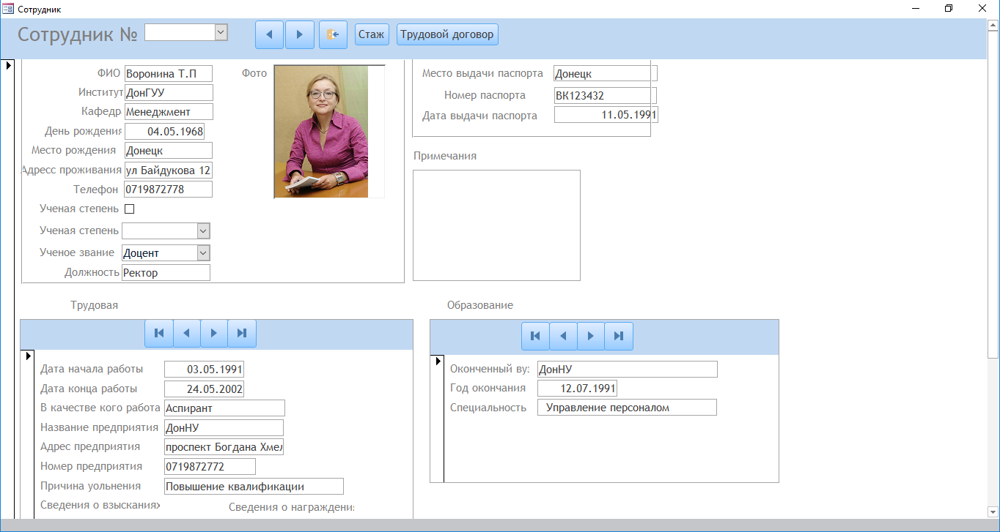 Сотрудник
Сотрудник №
Стаж
Трудовой договор
ФИО Воронина Т.П
Институт ДонГУУ
Кафедр Менеджмент
День рождения 04.05.1968
Место рождения Донецк
Адресс проживания ул Байдукова 12
Телефон 0719872778
Ученая степень
Ученая степень
Ученое звание Доцент
Должность Ректор
Фото
Место выдачи паспорта Донецк
Номер паспорта ВК123432
Дата выдачи паспорта 11.05.1991
Примечания
Трудовая
Дата начала работы 03.05.1991
Дата конца работы 24.05.2002
В качестве кого работа Аспирант
Название предприятия ДонНУ
Адрес предприятия проспект Богдана Хмел
Номер предприятия 0719872772
Причина уольнения Повышение квалификации
Сведения о взысканиях Сведения о награждени
Образование
Оконченный ву: ДонНУ
Год окончания 12.07.1991
Специальность Управление персоналом